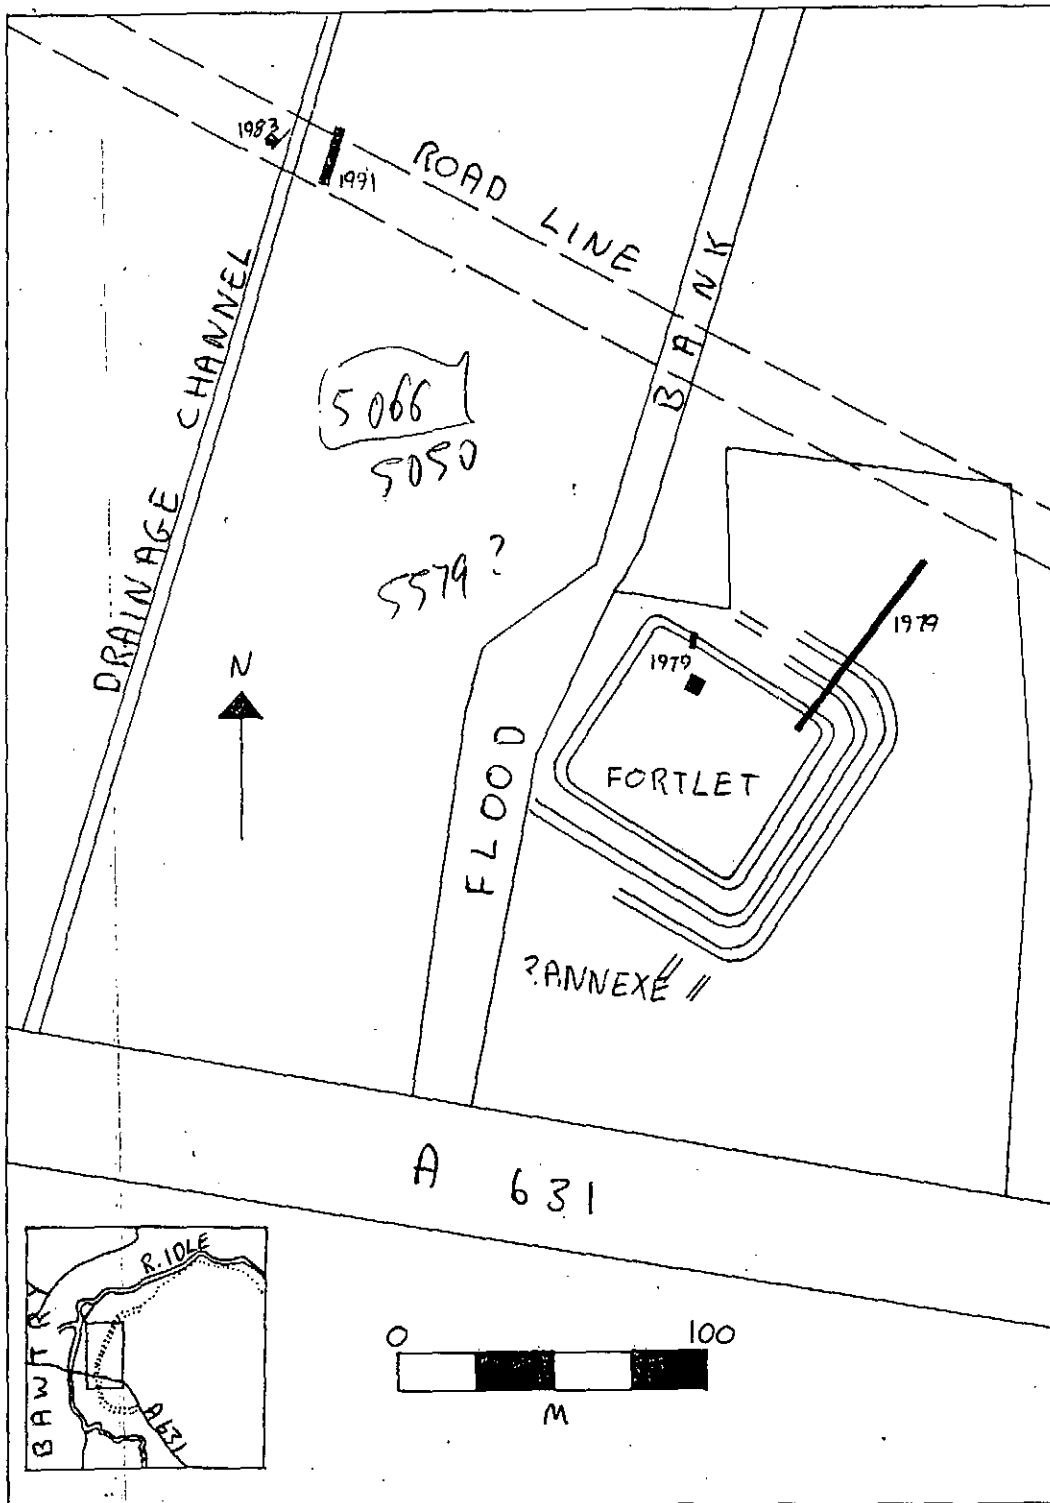 1983
1991
ROAD LINE
DRAINAGE CHANNEL
5066
5050
5579?
N
FLOOD BANK
1979
1979
FORTLET
?ANNEXE
A 631
R. IDLE
BAWTRY
A631
0 100
M